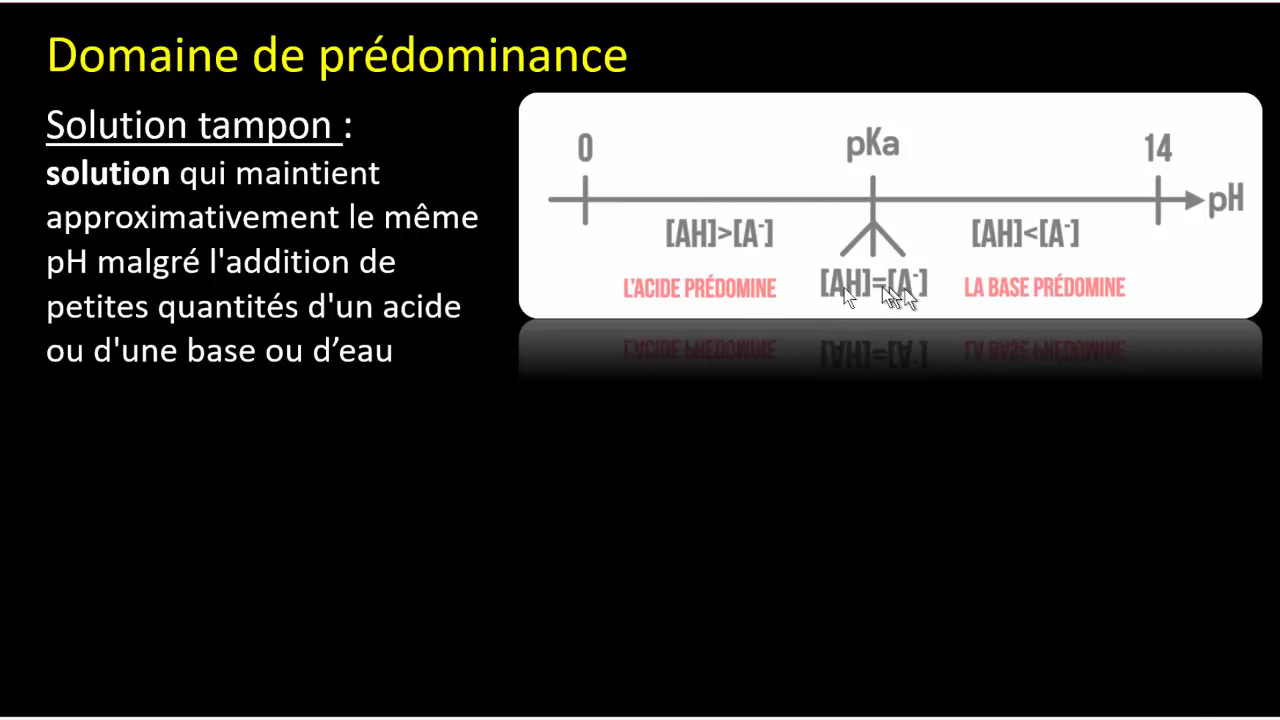 Domaine de prédominance
Solution tampon :
solution qui maintient
approximativement le même
pH malgré l'addition de
petites quantités d'un acide
ou d'une base ou d’eau
0 pKa 14
pH
[AH]>[A-] [AH]<[A-]
L'ACIDE PRÉDOMINE [AH]=[A-] LA BASE PRÉDOMINE